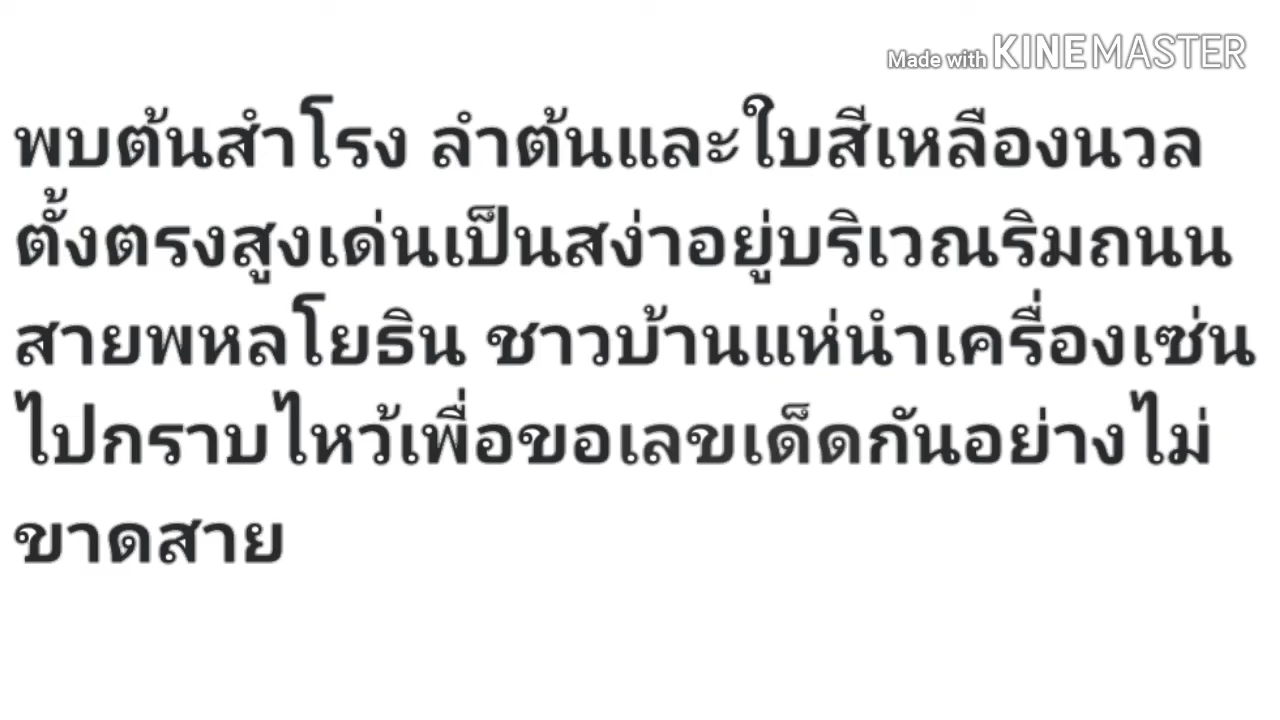 Made with KINEMASTER
พบต้นสำโรง ลำต้นและใบสีเหลืองนวล
ตั้งตรงสูงเด่นเป็นสง่าอยู่บริเวณริมถนน
สายพหลโยธิน ชาวบ้านแห่นำเครื่องเซ่น
ไปกราบไหว้เพื่อขอเลขเด็ดกันอย่างไม่
ขาดสาย